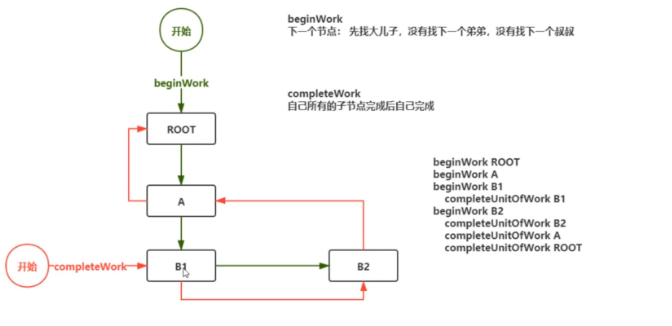 开始
beginWork
下一个节点： 先找大儿子，没有找下一个弟弟，没有找下一个叔叔
beginWork
completeWork
自己所有的子节点完成后自己完成
ROOT
beginWork ROOT
beginWork A
beginWork B1
completeUnitOfWork B1
beginWork B2
completeUnitOfWork B2
completeUnitOfWork A
completeUnitOfWork ROOT
A
开始
completeWork
B1
B2